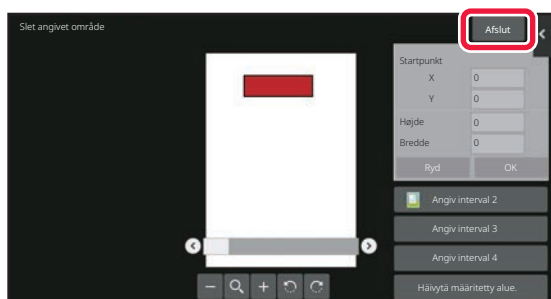 Slet angivet område
Afslut
Startpunkt
X 0
Y 0
Højde 0
Bredde 0
Ryd OK
Angiv interval 2
Angiv interval 3
Angiv interval 4
Häivytä määritetty alue.